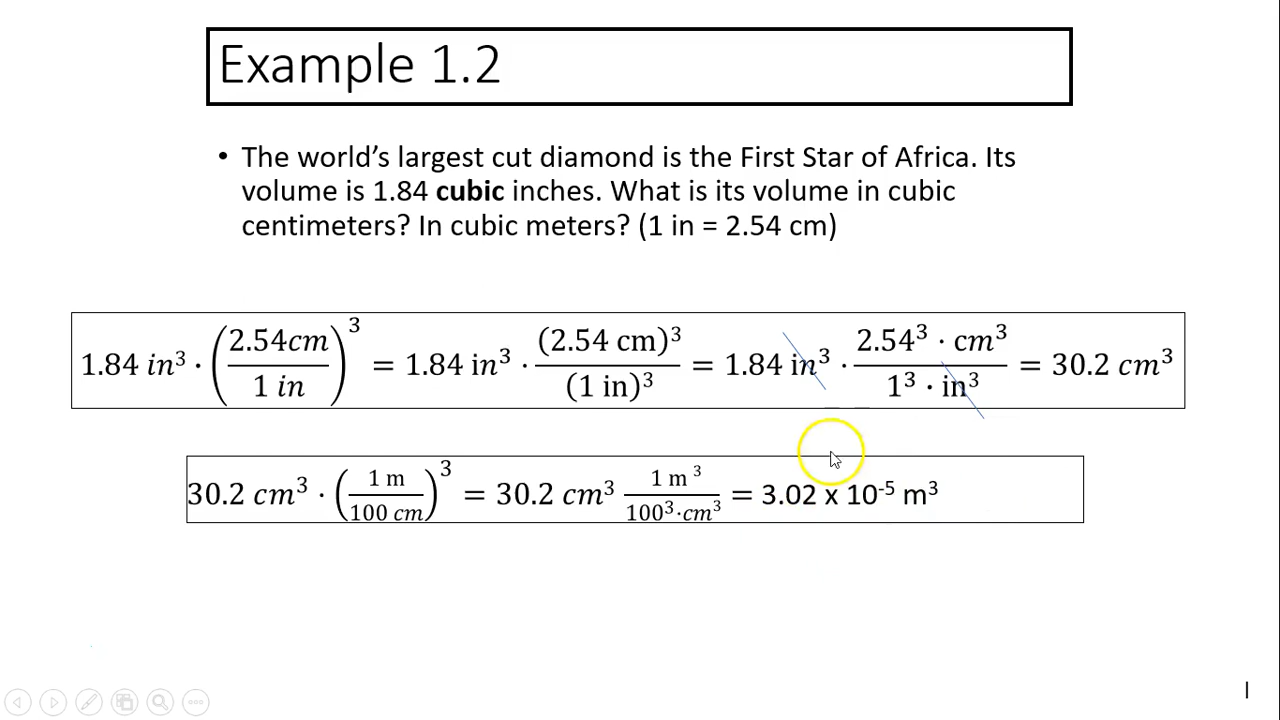 Example 1.2
• The world's largest cut diamond is the First Star of Africa. Its
volume is 1.84 cubic inches. What is its volume in cubic
centimeters? In cubic meters? (1 in = 2.54 cm)
1.84 in³ · (2.54cm / 1 in)³ = 1.84 in³ · (2.54 cm)³ / (1 in)³ = 1.84 in³ · 2.54³ · cm³ / 1³ · in³ = 30.2 cm³
30.2 cm³ · (1 m / 100 cm)³ = 30.2 cm³ 1 m³ / 100³·cm³ = 3.02 x 10⁻⁵ m³